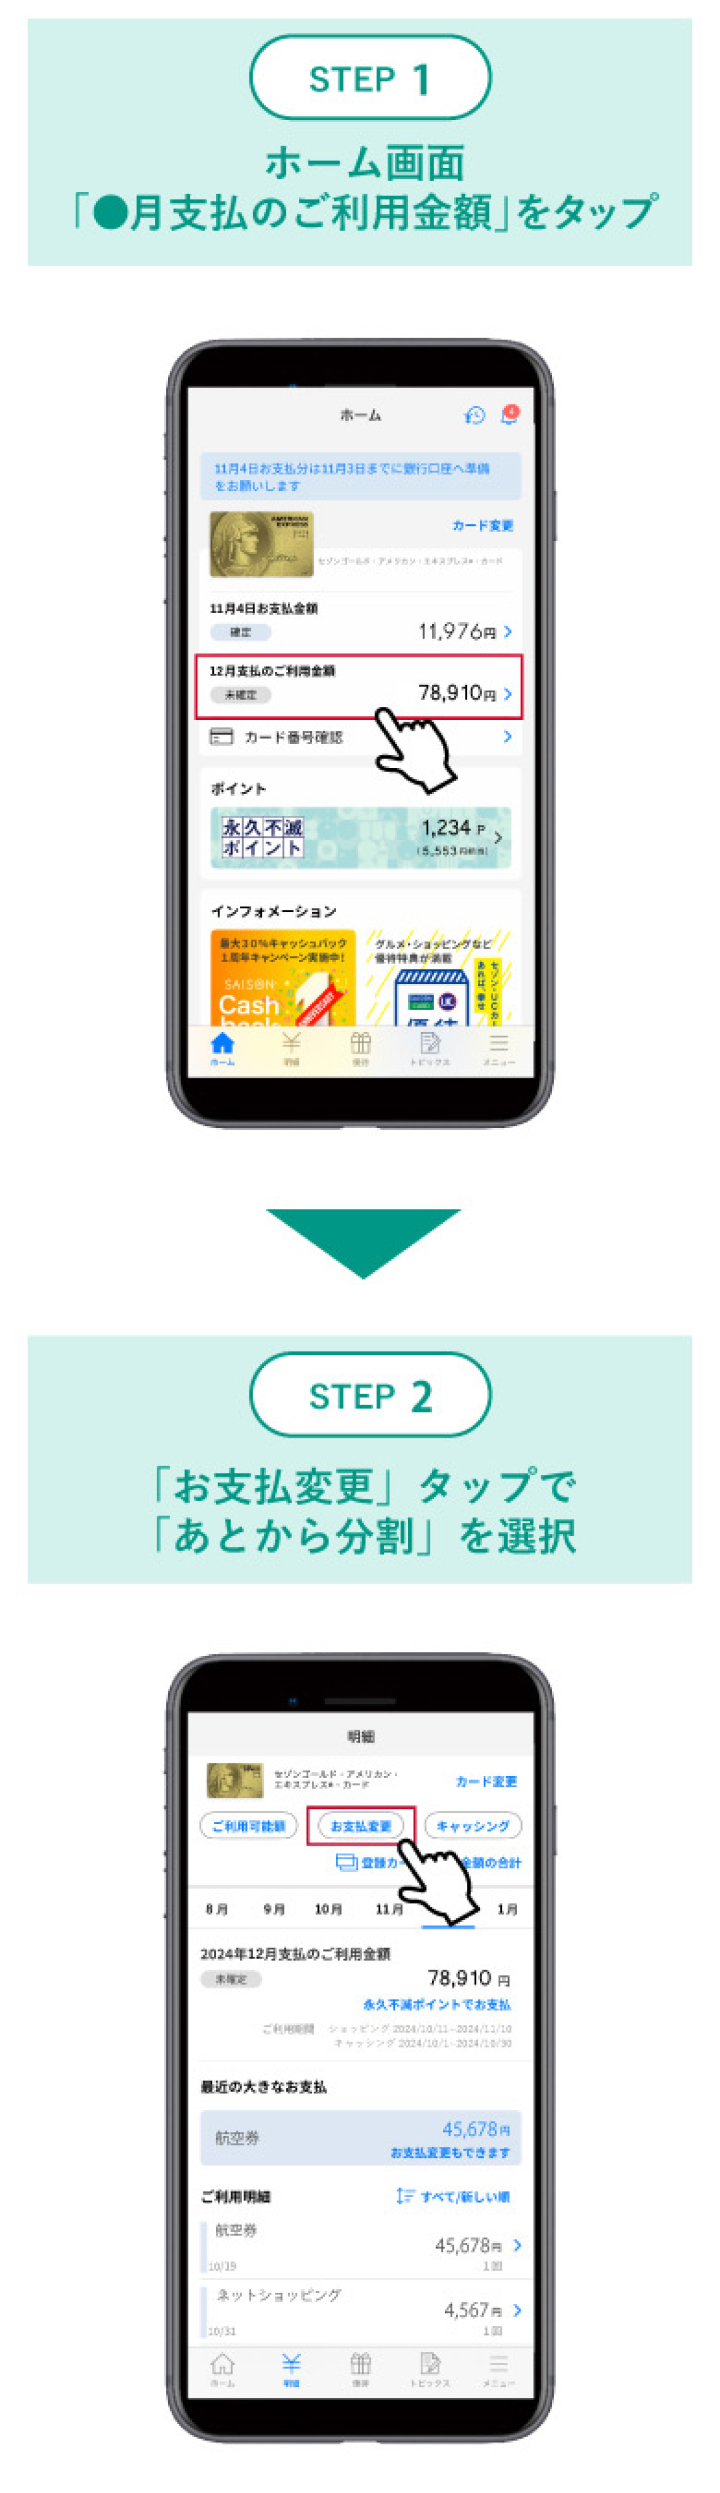 STEP 1
ホーム画面
「●月支払のご利用金額」をタップ
ホーム
4
11月4日お支払分は11月3日までに銀行口座へ準備
をお願いします
AMERICAN
EXPRESS
カード変更
セゾンゴールド・アメリカン・エキスプレス®・カード
11月4日お支払金額
確定
11,976円
12月支払のご利用金額
未確定
78,910円
カード番号確認
ポイント
永久不滅
ポイント
1,234 P
(5,553円相当)
インフォメーション
最大30%キャッシュバック
1周年キャンペーン実施中!
SAISON
Cash
back
1
ANNIVERSARY
グルメ・ショッピングなど
優待特典が満載
UC
優待
セゾン・UCカー
あれば、幸せ
ホーム
明細
優待
トピックス
メニュー
STEP 2
「お支払変更」タップで
「あとから分割」を選択
明細
セゾンゴールド・アメリカン・
エキスプレス®・カード
カード変更
ご利用可能額
お支払変更
キャッシング
登録カー
金額の合計
8月
9月
10月
11月
1月
2024年12月支払のご利用金額
未確定
78,910 円
永久不滅ポイントでお支払
ご利用期間 ショッピング 2024/10/11~2024/11/10
キャッシング 2024/10/1~2024/10/30
最近の大きなお支払
航空券
45,678円
お支払変更もできます
ご利用明細
すべて/新しい順
航空券
45,678円
10/19
1回
ネットショッピング
4,567円
10/31
1回
ホーム
明細
優待
トピックス
メニュー